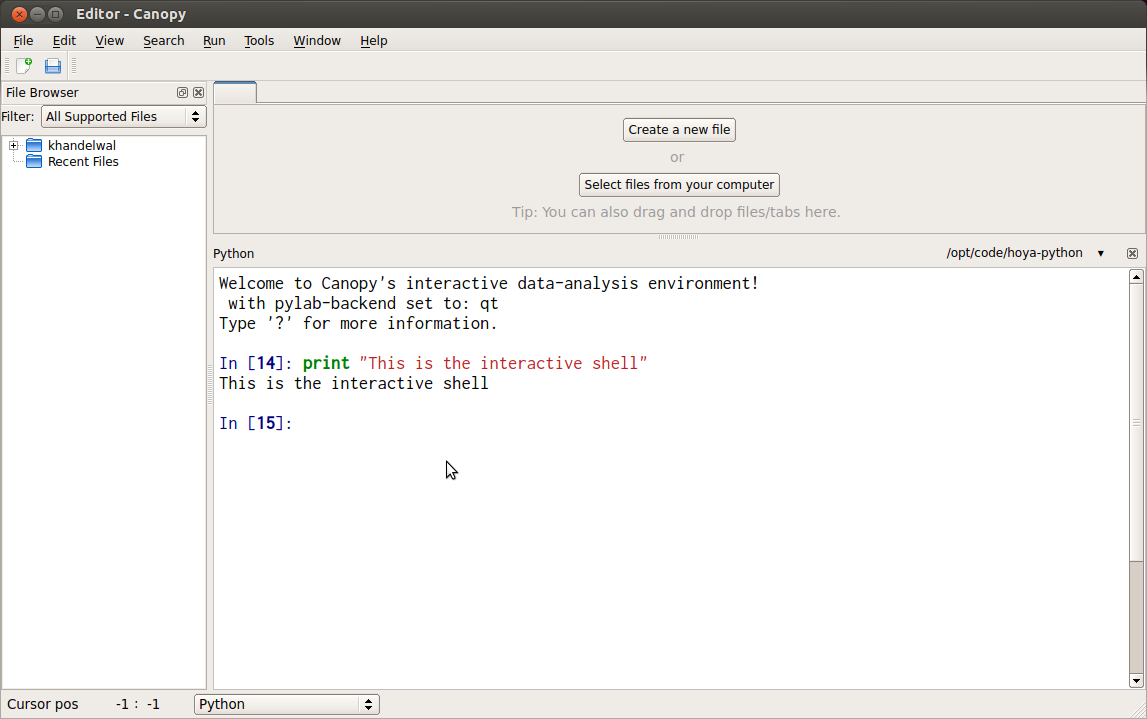 Editor - Canopy
File Edit View Search Run Tools Window Help
File Browser
Filter: All Supported Files
khandelwal
Recent Files
Create a new file
or
Select files from your computer
Tip: You can also drag and drop files/tabs here.
Python /opt/code/hoya-python
Welcome to Canopy's interactive data-analysis environment!
with pylab-backend set to: qt
Type '?' for more information.
In [14]: print "This is the interactive shell"
This is the interactive shell
In [15]:
Cursor pos -1 : -1 Python